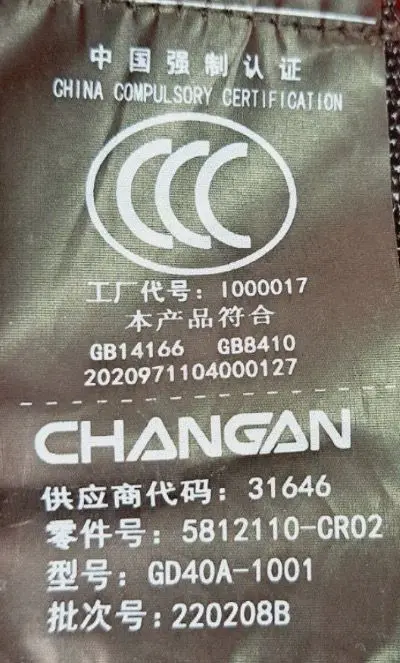 中国强制认证
CHINA COMPULSORY CERTIFICATION
CCC
工厂代号: I000017
本产品符合
GB14166 GB8410
2020971104000127
CHANGAN
供应商代码: 31646
零件号: 5812110-CR02
型号: GD40A-1001
批次号: 220208B